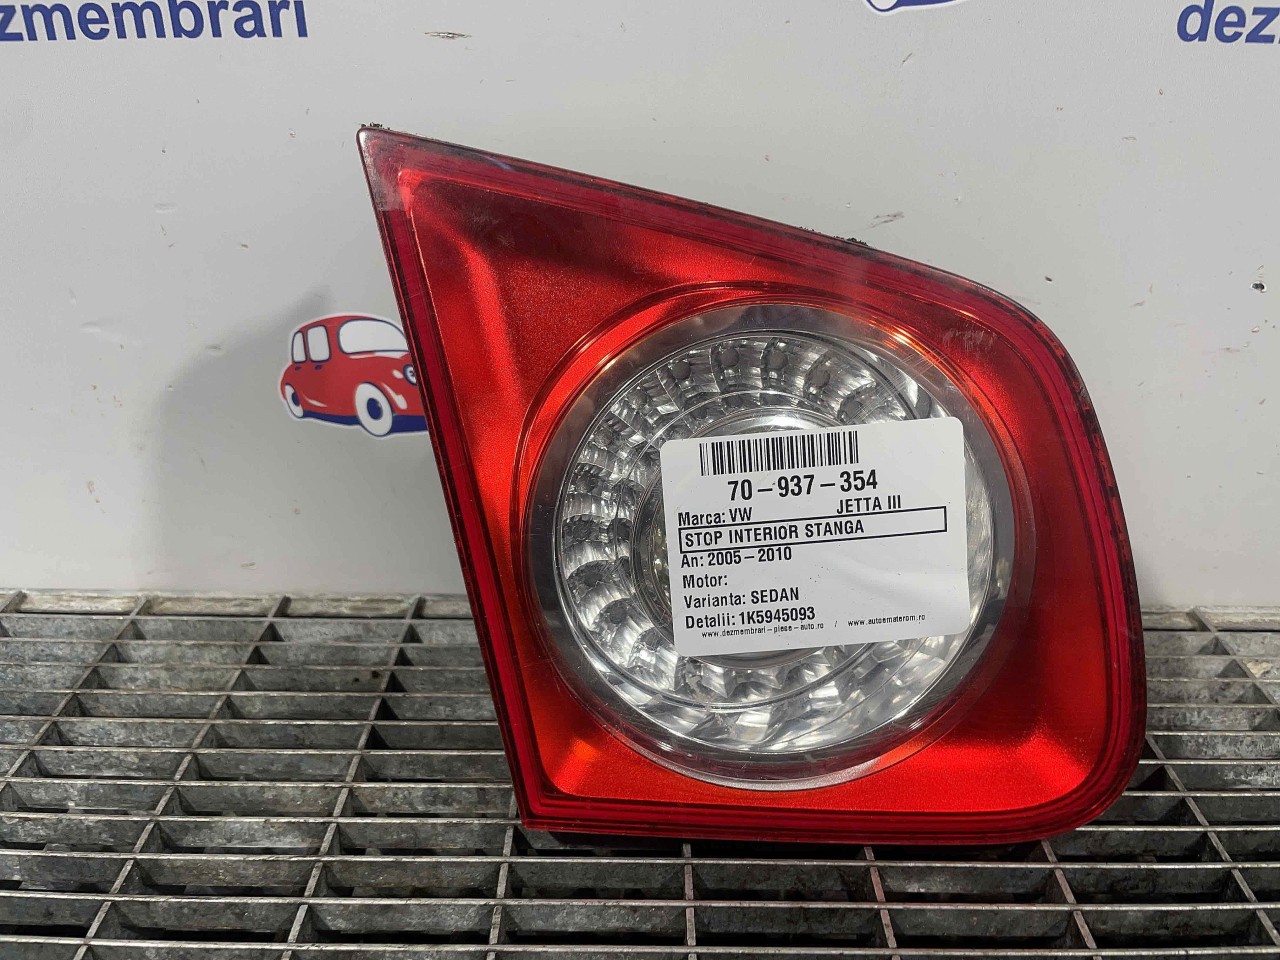 dezmembrari
dez
70-937-354
Marca: VW JETTA III
STOP INTERIOR STANGA
An: 2005-2010
Motor:
Varianta: SEDAN
Detalii: 1K5945093
www.dezmembrari-piese-auto.ro / www.autoematerom.ro